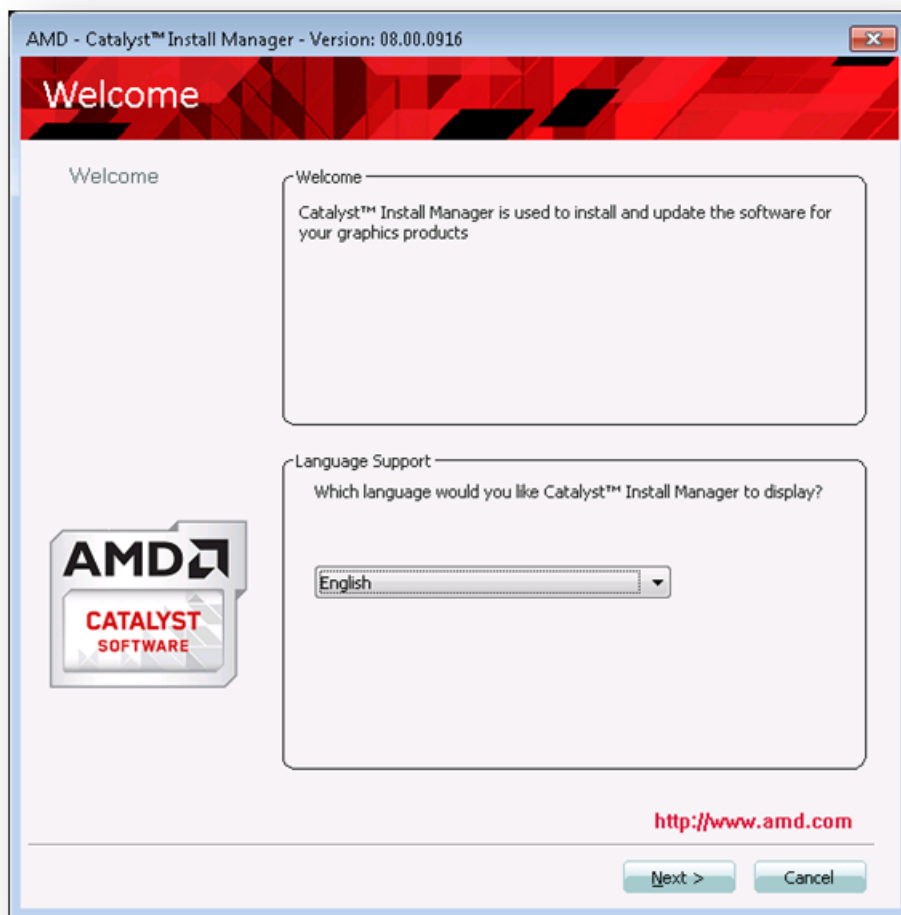 AMD - Catalyst™ Install Manager - Version: 08.00.0916
Welcome
Welcome
Welcome
Catalyst™ Install Manager is used to install and update the software for
your graphics products
Language Support
Which language would you like Catalyst™ Install Manager to display?
English
AMD
CATALYST
SOFTWARE
http://www.amd.com
Next >
Cancel